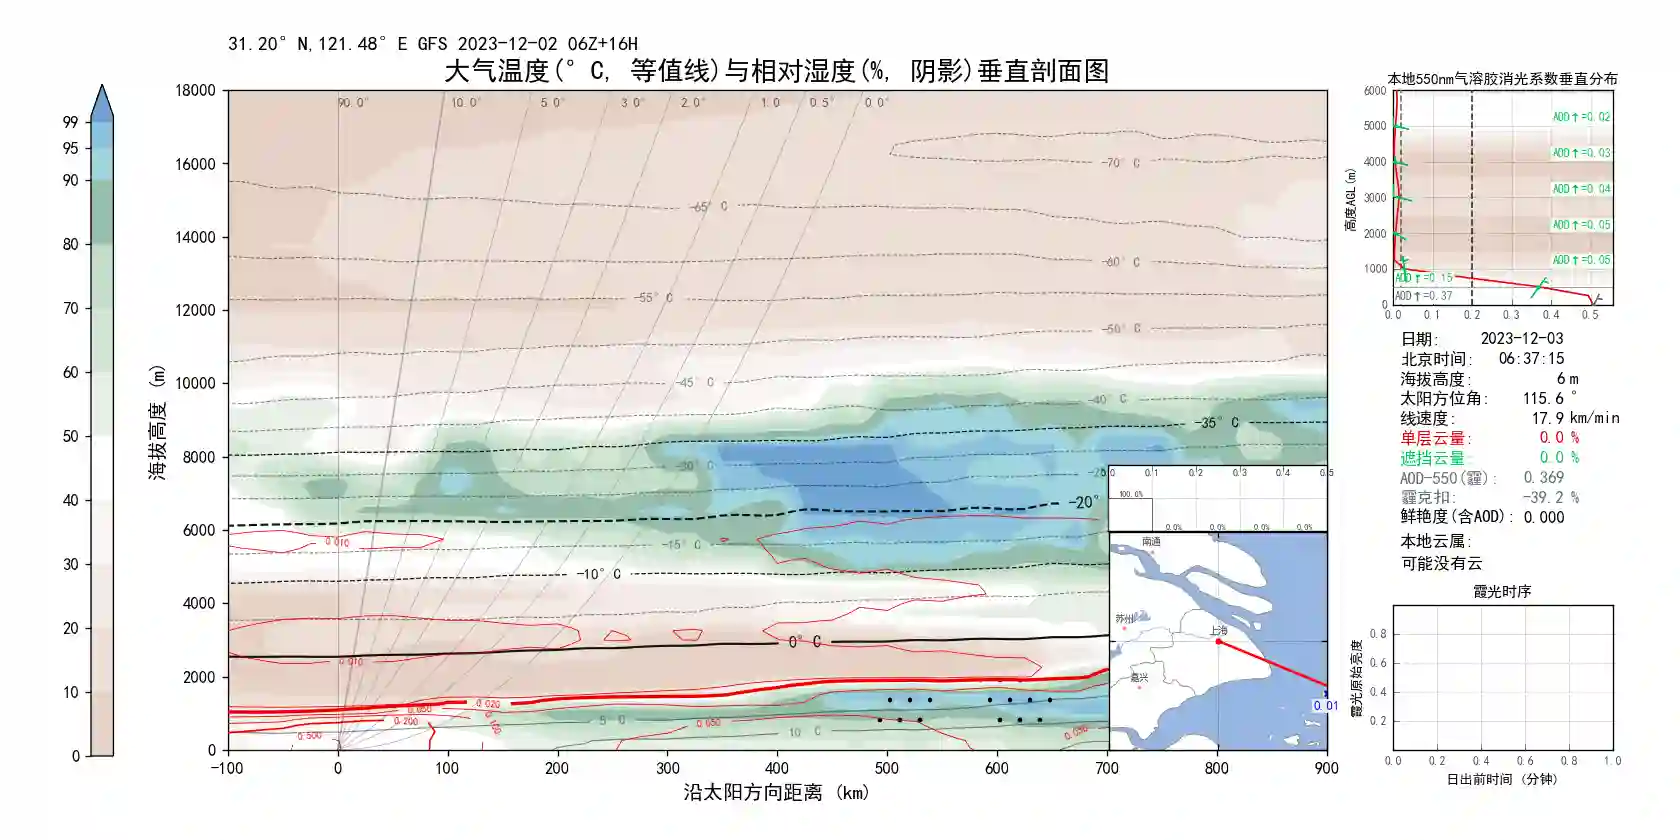 31.20° N,121.48° E GFS 2023-12-02 06Z+16H
大气温度(° C, 等值线)与相对湿度(%, 阴影)垂直剖面图
90.0° 10.0° 5.0° 3.0° 2.0° 1.0 0.5° 0.0°
99
95
90
80
70
60
50
40
30
20
10
0
海拔高度 (m)
18000
16000
14000
12000
10000
8000
6000
4000
2000
0
-70° C
-65° C
-60° C
-55° C
-50° C
-45° C
-40° C
-35° C
-30° C
-20°
-15° C
-10° C
0° C
5 C
10 C
0.010
0.010
0.020
0.050
0.200
0.100
0.500
0.050
0.050
-100 0 100 200 300 400 500 600 700 800 900
沿太阳方向距离 (km)
0.0 0.1 0.2 0.3 0.4 0.5
100.0%
0.0% 0.0% 0.0% 0.0%
南通
苏州
上海
嘉兴
0.01
本地550nm气溶胶消光系数垂直分布
高度AGL(m)
6000
5000
4000
3000
2000
1000
0
AOD↑=0.02
AOD↑=0.03
AOD↑=0.04
AOD↑=0.05
AOD↑=0.05
AOD↑=0.15
AOD↑=0.37
0.0 0.1 0.2 0.3 0.4 0.5
日期: 2023-12-03
北京时间: 06:37:15
海拔高度: 6 m
太阳方位角: 115.6 °
线速度: 17.9 km/min
单层云量: 0.0 %
遮挡云量: 0.0 %
AOD-550(霾): 0.369
霾克扣: -39.2 %
鲜艳度(含AOD): 0.000
本地云属:
可能没有云
霞光时序
霞光原始亮度
0.8
0.6
0.4
0.2
0.0 0.2 0.4 0.6 0.8 1.0
日出前时间 (分钟)